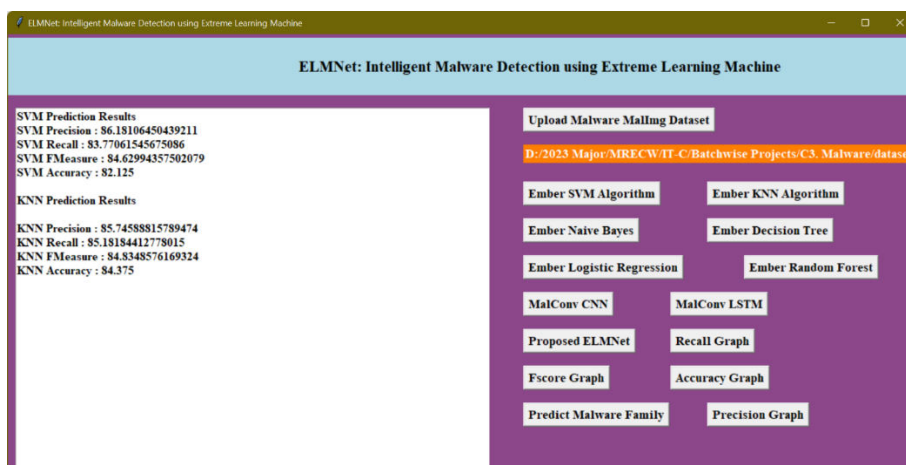 ELMNet: Intelligent Malware Detection using Extreme Learning Machine
ELMNet: Intelligent Malware Detection using Extreme Learning Machine
SVM Prediction Results
SVM Precision : 86.18106450439211
SVM Recall : 83.77061545675086
SVM FMeasure : 84.62994357502079
SVM Accuracy : 82.125
KNN Prediction Results
KNN Precision : 85.74588815789474
KNN Recall : 85.18184412778015
KNN FMeasure : 84.8348576169324
KNN Accuracy : 84.375
Upload Malware MalImg Dataset
D:/2023 Major/MRECW/IT-C/Batchwise Projects/C3. Malware/datase
Ember SVM Algorithm
Ember KNN Algorithm
Ember Naive Bayes
Ember Decision Tree
Ember Logistic Regression
Ember Random Forest
MalConv CNN
MalConv LSTM
Proposed ELMNet
Recall Graph
Fscore Graph
Accuracy Graph
Predict Malware Family
Precision Graph